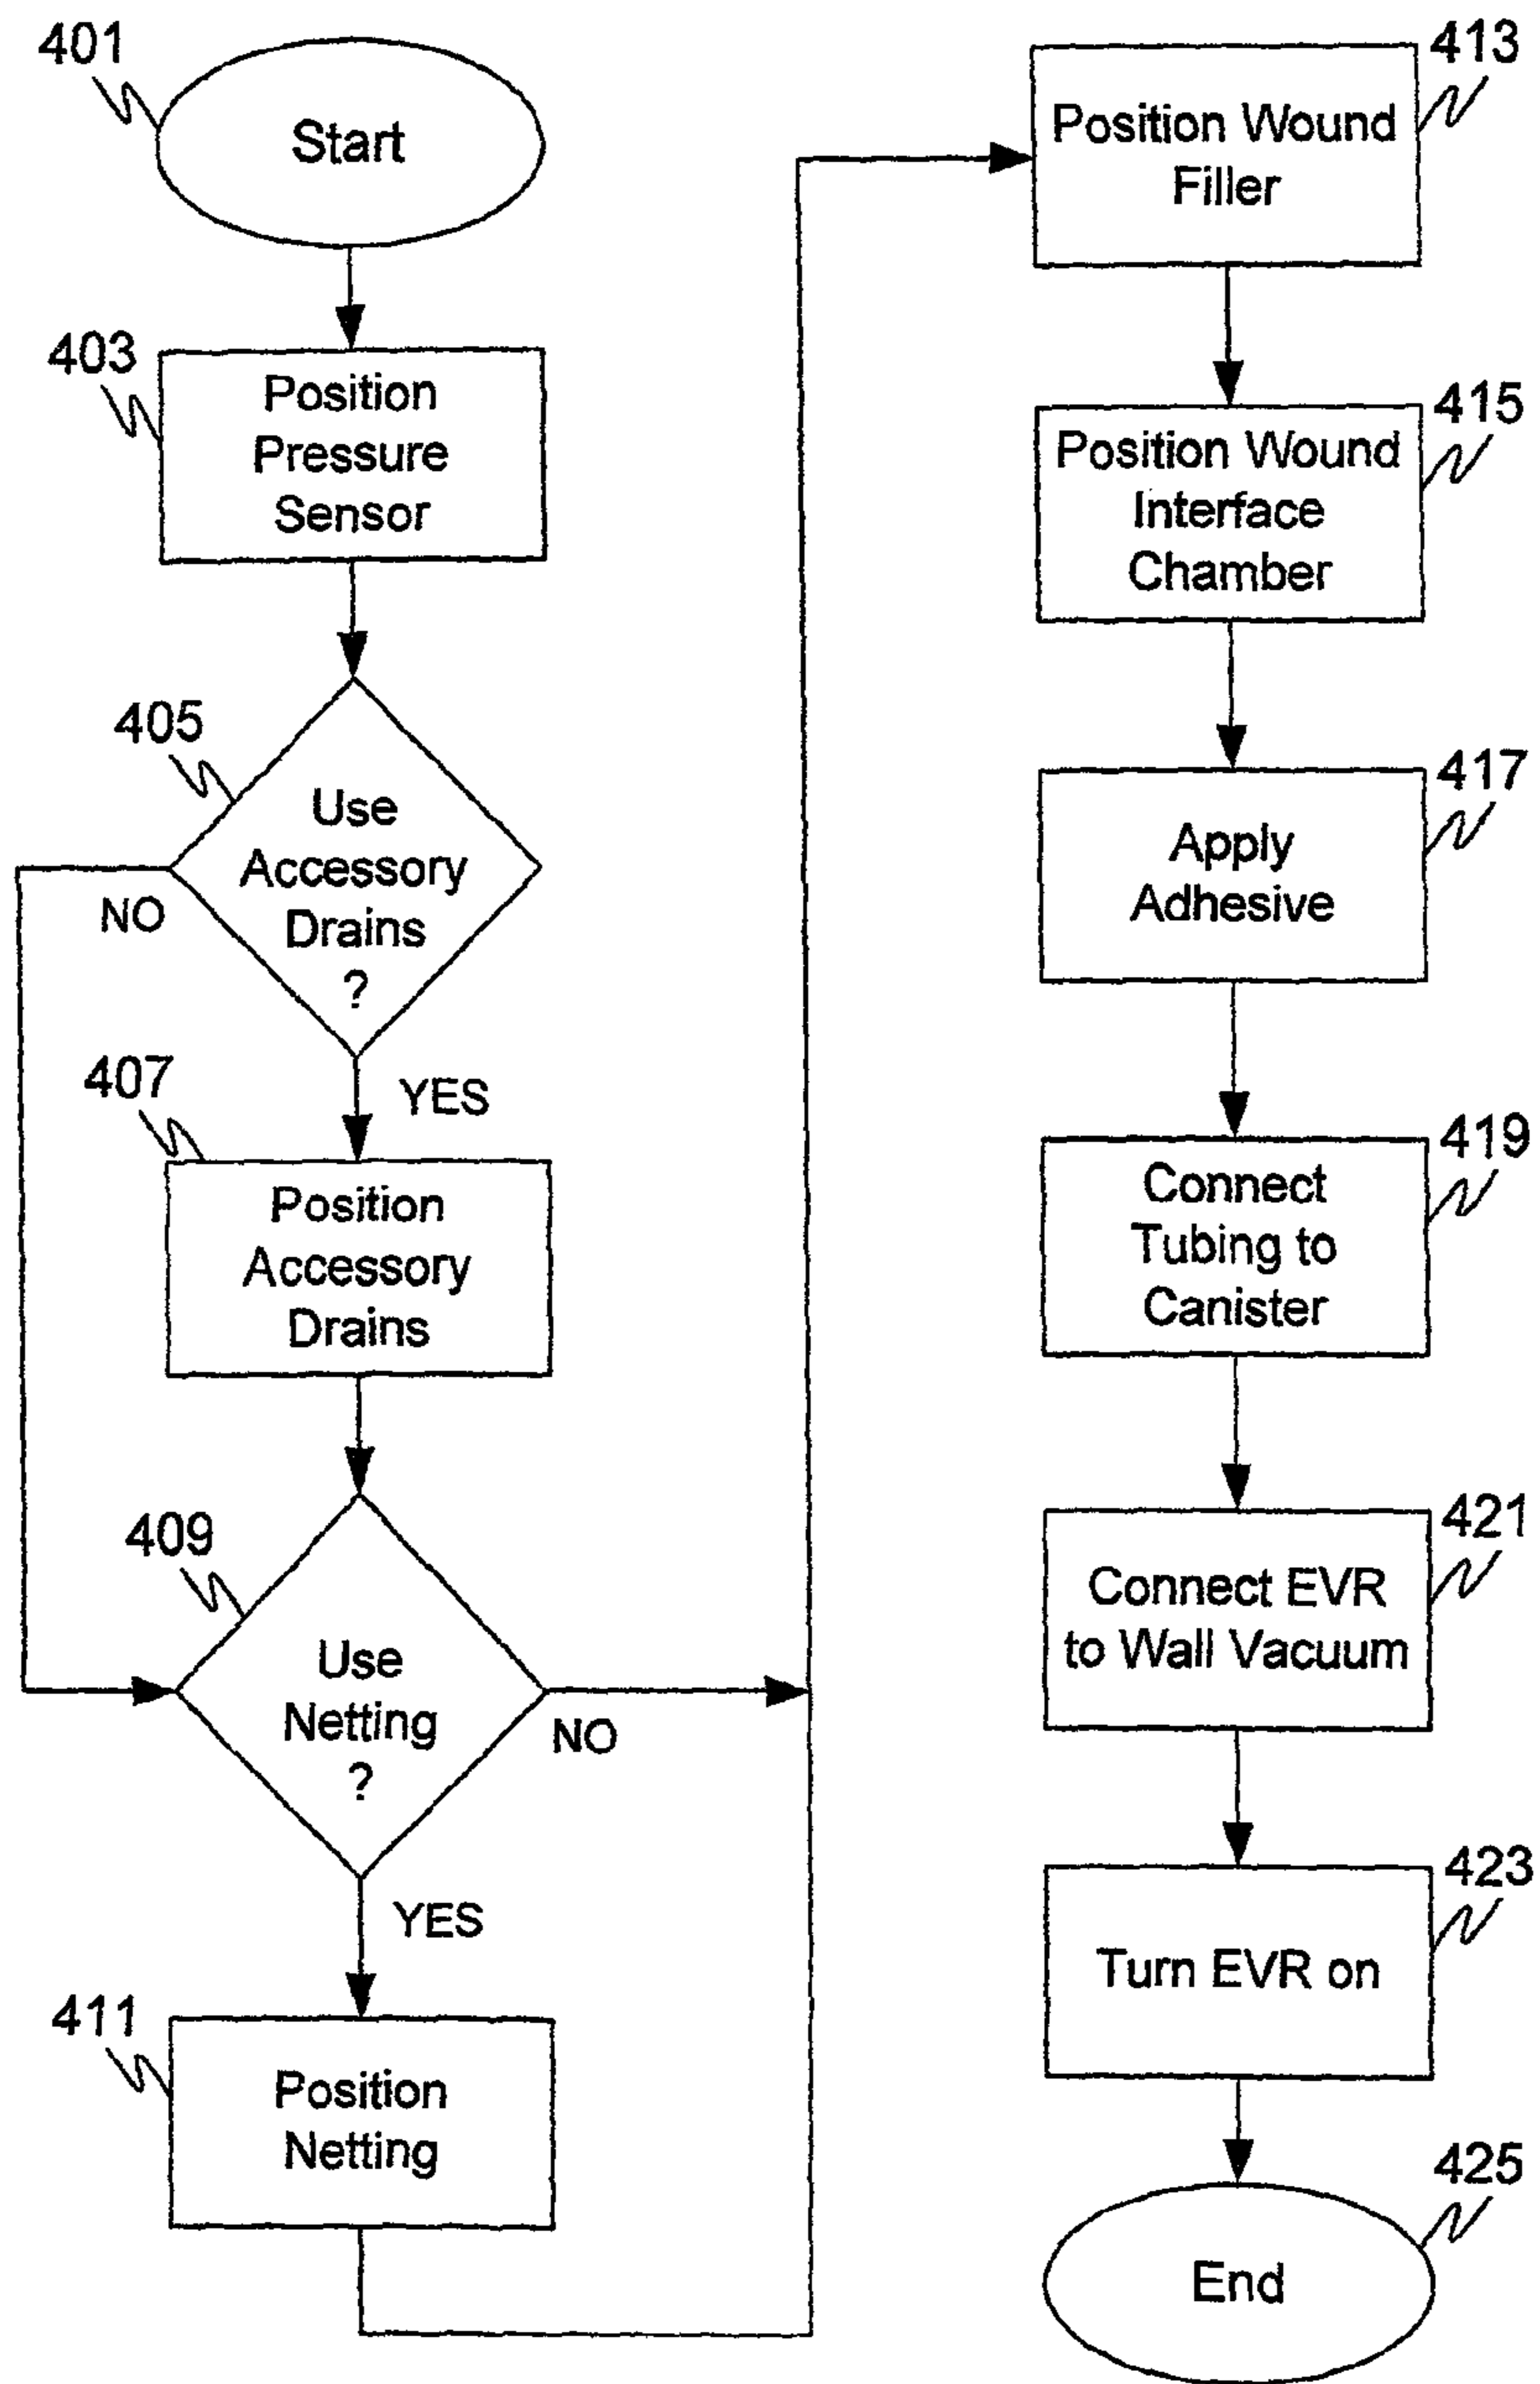 401
Start
403
Position
Pressure
Sensor
405
Use
Accessory
Drains
?
NO
YES
407
Position
Accessory
Drains
409
Use
Netting
?
NO
YES
411
Position
Netting
413
Position Wound
Filler
415
Position Wound
Interface
Chamber
417
Apply
Adhesive
419
Connect
Tubing to
Canister
421
Connect EVR
to Wall Vacuum
423
Turn EVR on
425
End